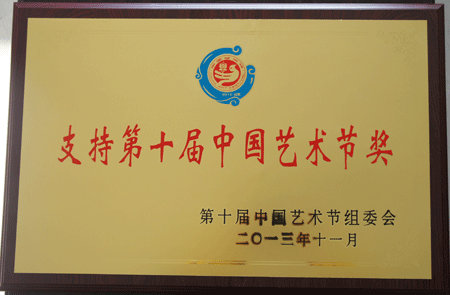 支持第十届中国艺术节奖
第十届中国艺术节组委会
二〇一三年十一月